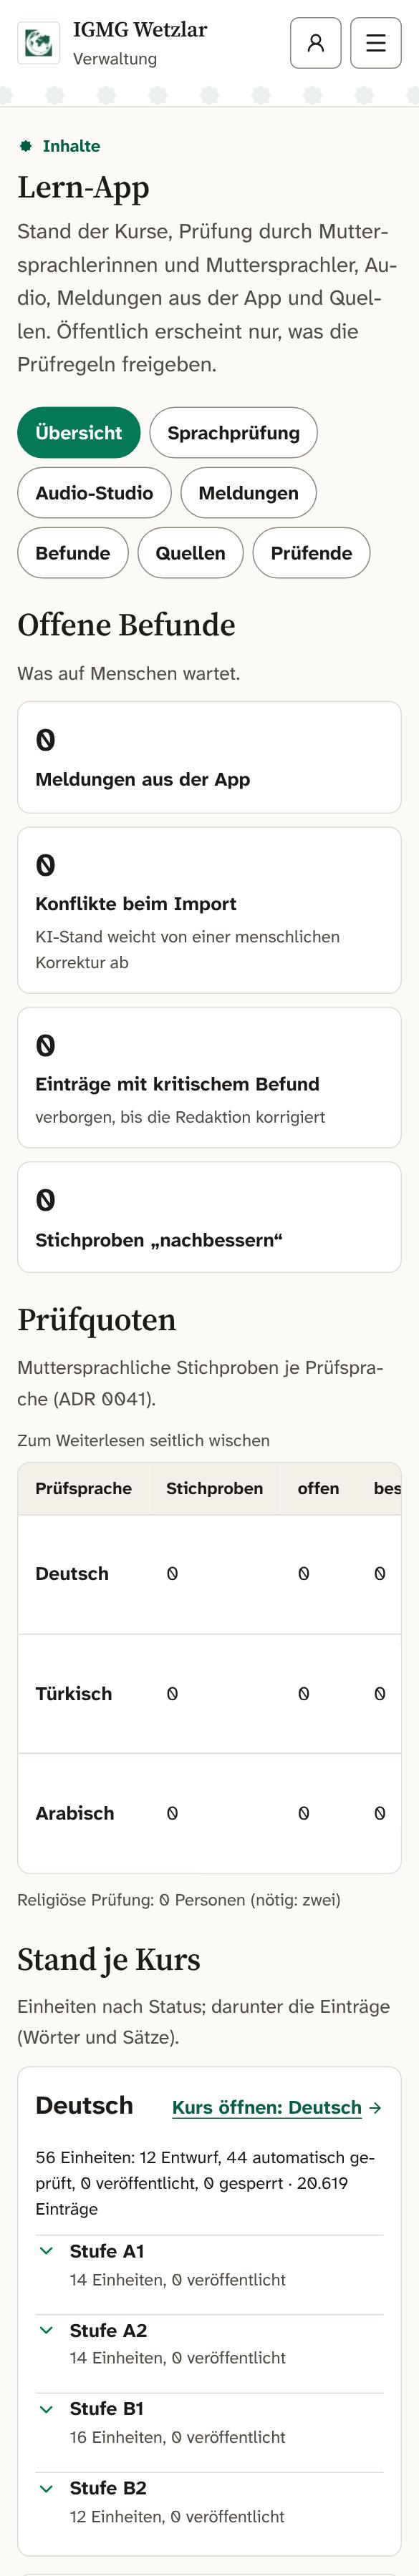 IGMG Wetzlar
Verwaltung
Inhalte
Lern-App
Stand der Kurse, Prüfung durch Mutter-
sprachlerinnen und Muttersprachler, Au-
dio, Meldungen aus der App und Quel-
len. Öffentlich erscheint nur, was die
Prüfregeln freigeben.
Übersicht Sprachprüfung
Audio-Studio Meldungen
Befunde Quellen Prüfende
Offene Befunde
Was auf Menschen wartet.
0
Meldungen aus der App
0
Konflikte beim Import
KI-Stand weicht von einer menschlichen
Korrektur ab
0
Einträge mit kritischem Befund
verborgen, bis die Redaktion korrigiert
0
Stichproben „nachbessern“
Prüfquoten
Muttersprachliche Stichproben je Prüfspra-
che (ADR 0041).
Zum Weiterlesen seitlich wischen
Prüfsprache Stichproben offen bes
Deutsch 0 0 0
Türkisch 0 0 0
Arabisch 0 0 0
Religiöse Prüfung: 0 Personen (nötig: zwei)
Stand je Kurs
Einheiten nach Status; darunter die Einträge
(Wörter und Sätze).
Deutsch Kurs öffnen: Deutsch →
56 Einheiten: 12 Entwurf, 44 automatisch ge-
prüft, 0 veröffentlicht, 0 gesperrt · 20.619
Einträge
Stufe A1
14 Einheiten, 0 veröffentlicht
Stufe A2
14 Einheiten, 0 veröffentlicht
Stufe B1
16 Einheiten, 0 veröffentlicht
Stufe B2
12 Einheiten, 0 veröffentlicht